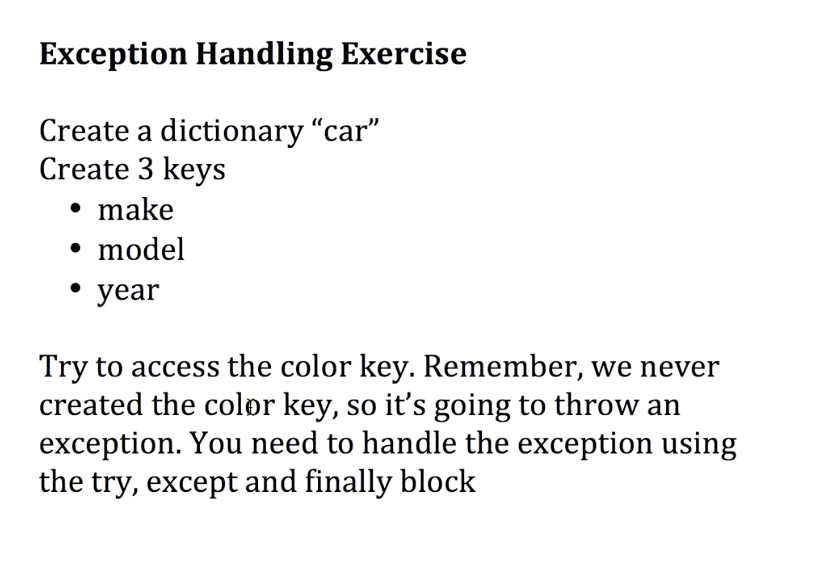 Exception Handling Exercise
Create a dictionary “car”
Create 3 keys
• make
• model
• year
Try to access the color key. Remember, we never
created the color key, so it’s going to throw an
exception. You need to handle the exception using
the try, except and finally block